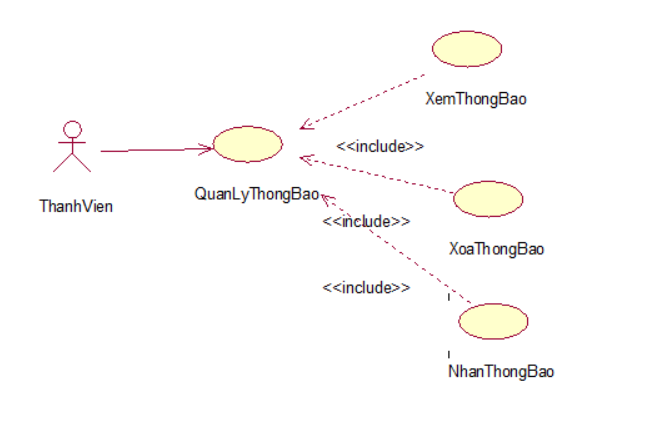 XemThongBao
<<include>>
QuanLyThongBao
ThanhVien
<<include>>
XoaThongBao
<<include>>
NhanThongBao